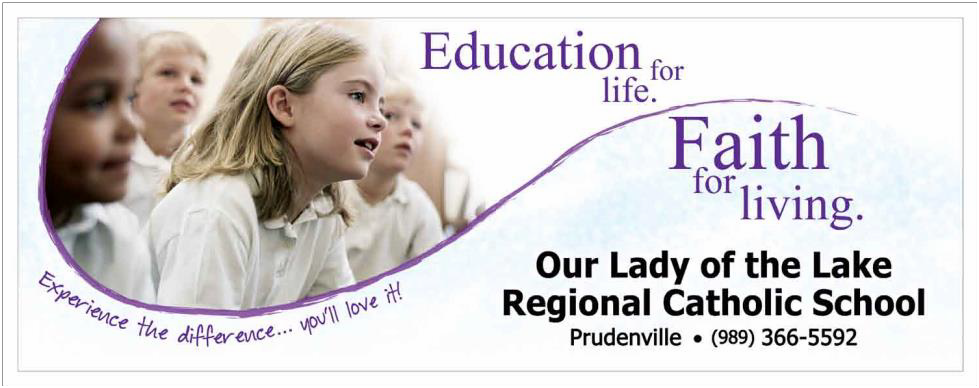 Education for
life.
Faith
for
living.
Experience the difference... you'll love it!
Our Lady of the Lake
Regional Catholic School
Prudenville • (989) 366-5592